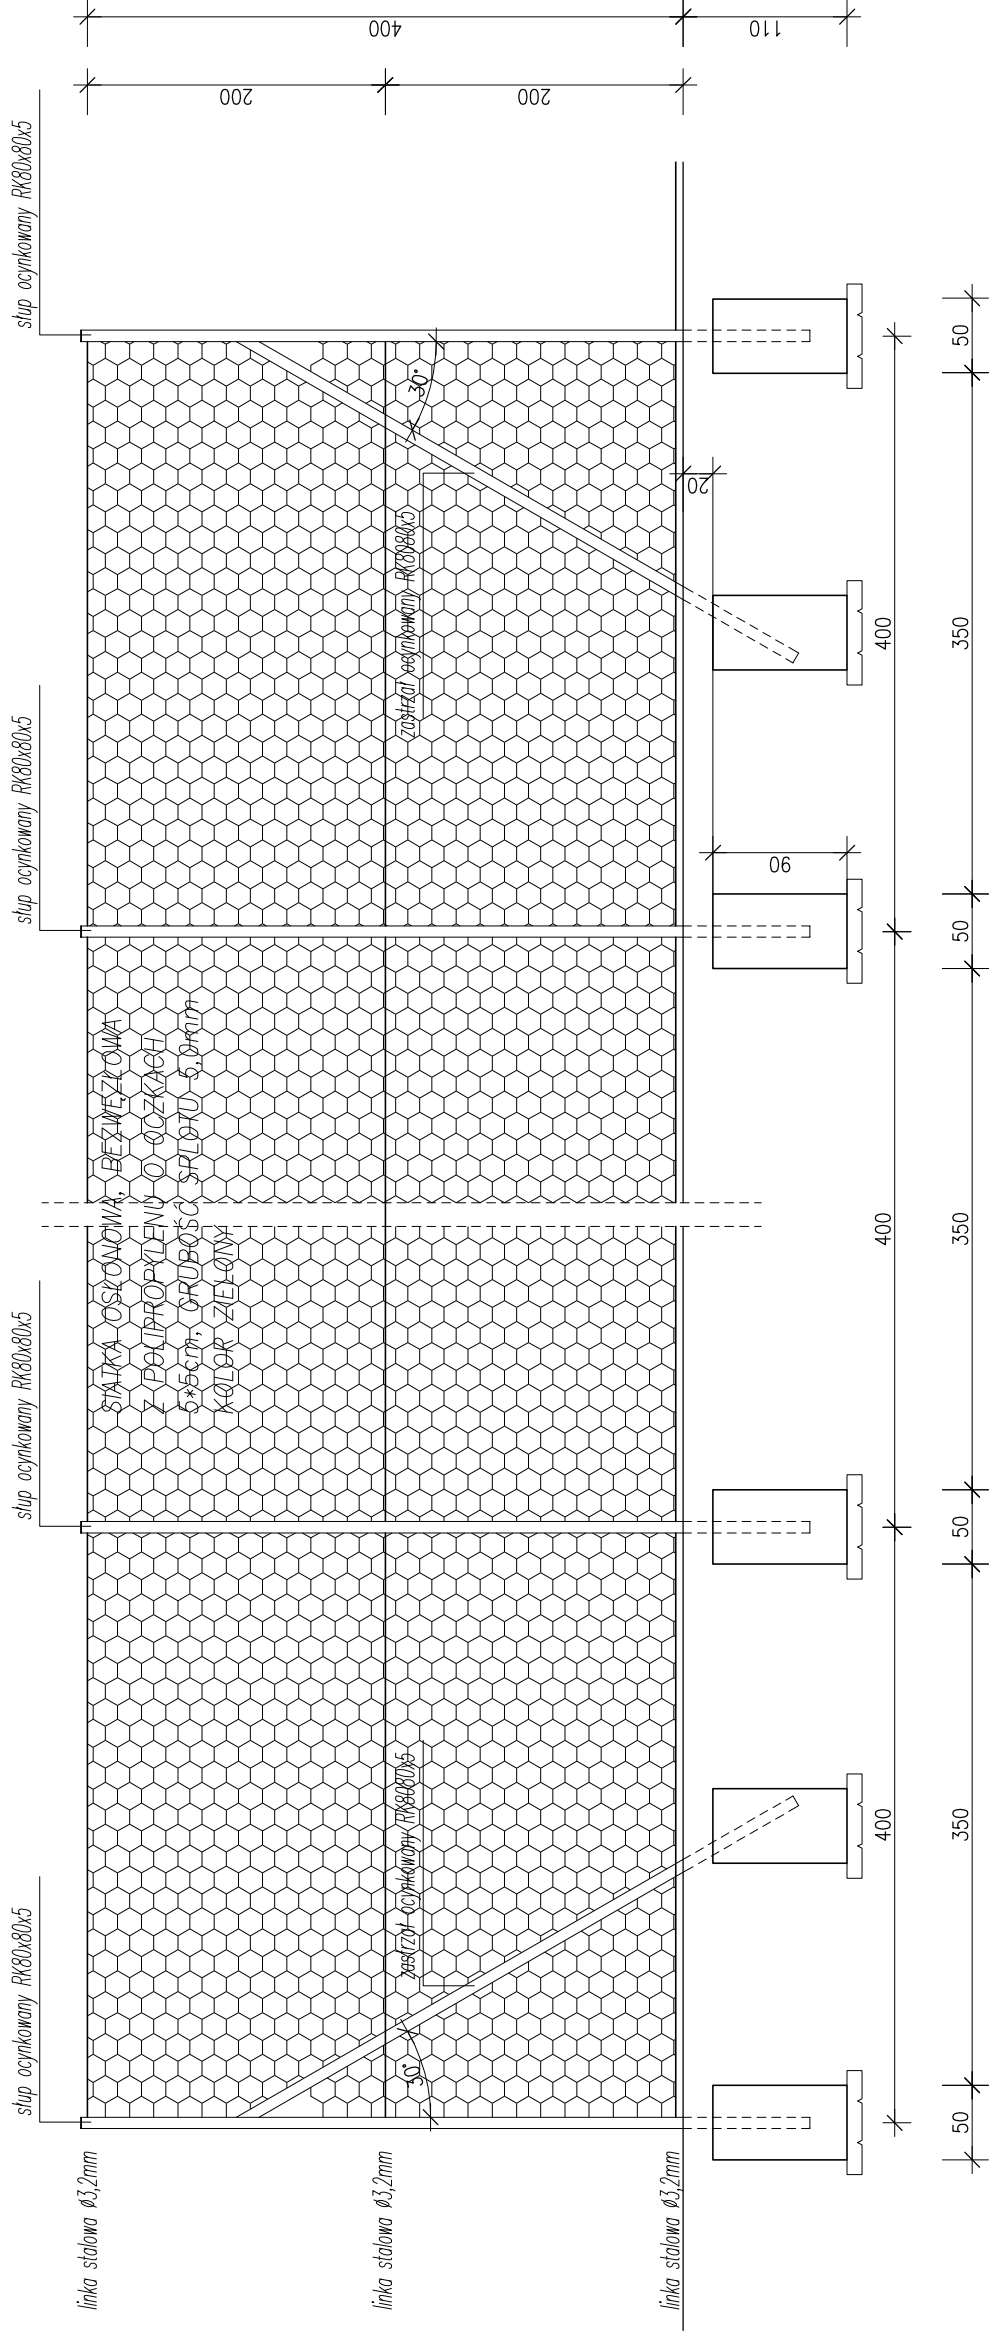 słup ocynkowany RK80x80x5
słup ocynkowany RK80x80x5
słup ocynkowany RK80x80x5
słup ocynkowany RK80x80x5
linka stalowa ø3,2mm
linka stalowa ø3,2mm
linka stalowa ø3,2mm
SIATKA OSŁONOWA, BEZWĘZŁOWA
Z POLIPROPYLENU O OCZKACH
5*5cm, GRUBOŚĆ SPLOTU 5,0mm
KOLOR ZIELONY
zastrzał ocynkowany RK8080x5
zastrzał ocynkowany RK8080x5
30°
30°
200
200
400
110
20
90
400
400
400
50
350
50
350
350
50
350
50